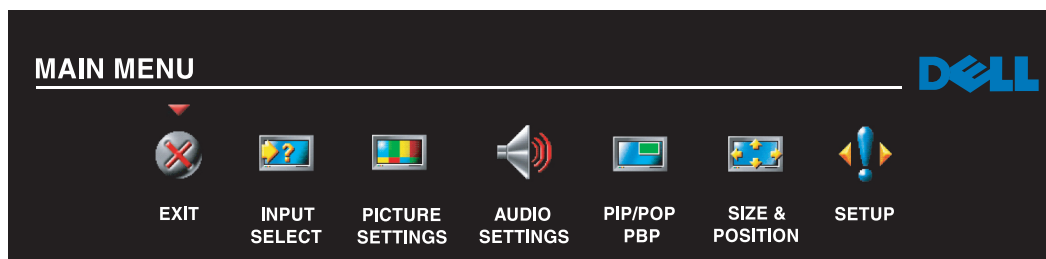 MAIN MENU
DELL
?
EXIT
INPUT
SELECT
PICTURE
SETTINGS
AUDIO
SETTINGS
PIP/POP
PBP
SIZE &
POSITION
SETUP